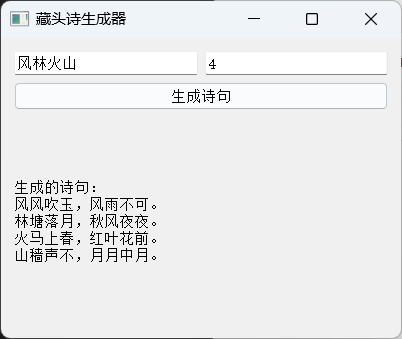 藏头诗生成器
风林火山 4
生成诗句
生成的诗句:
风风吹玉，风雨不可。
林塘落月，秋风夜夜。
火马上春，红叶花前。
山穑声不，月月中月。